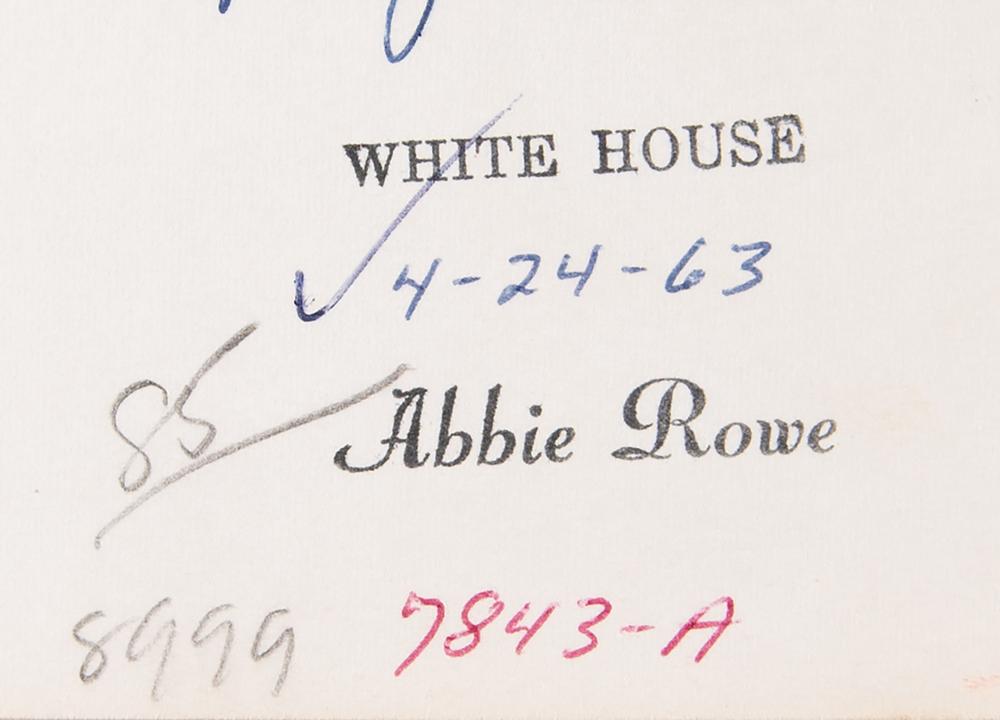 WHITE HOUSE
4-24-63
85
Abbie Rowe
8999 7843-A